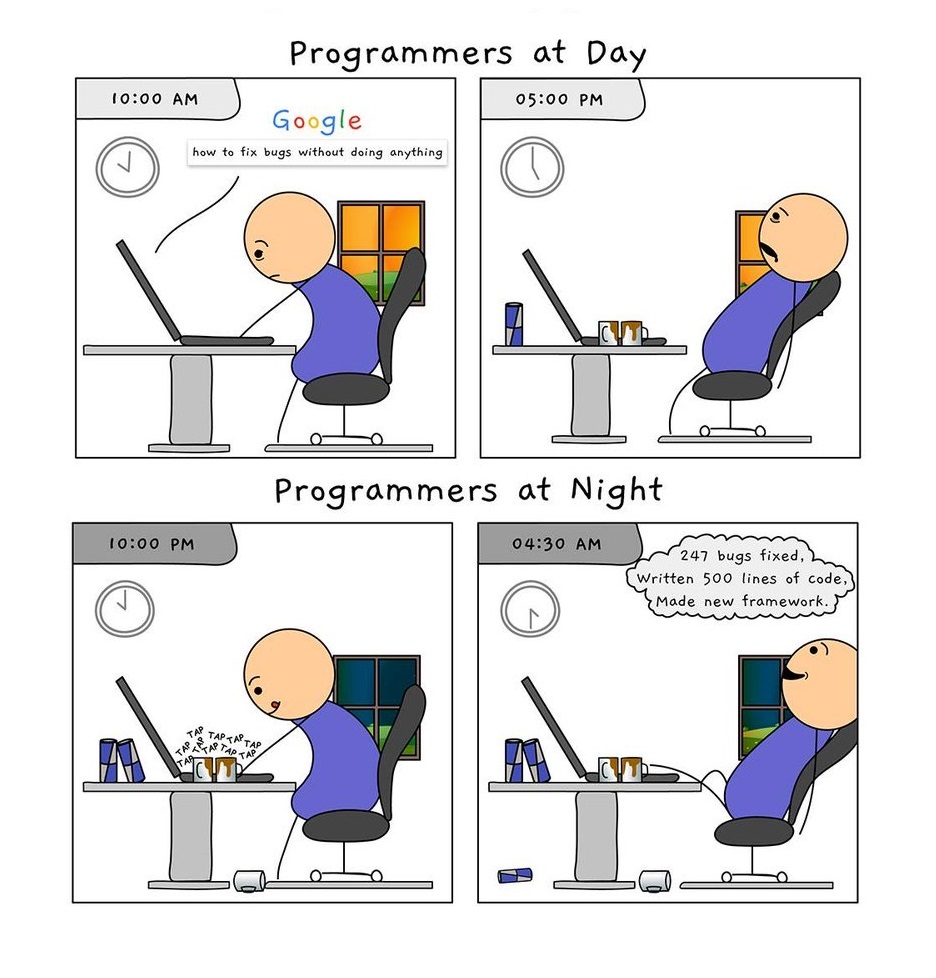 Programmers at Day
10:00 AM
Google
how to fix bugs without doing anything
05:00 PM
Programmers at Night
10:00 PM
TAP
TAP TAP TAP
TAP TAP TAP TAP
TAP TAP
04:30 AM
247 bugs fixed,
Written 500 lines of code,
Made new framework.